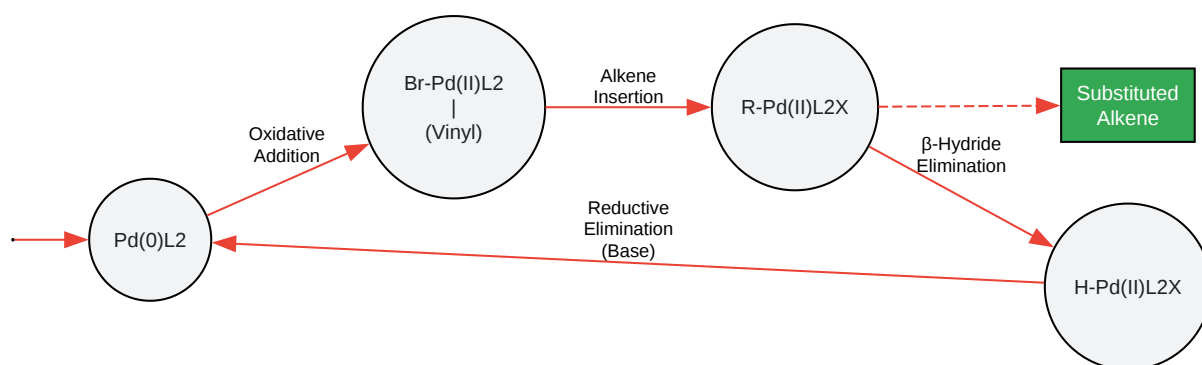 Pd(0)L2
Oxidative
Addition
Br-Pd(II)L2
|
(Vinyl)
Alkene
Insertion
R-Pd(II)L2X
Substituted
Alkene
β-Hydride
Elimination
H-Pd(II)L2X
Reductive
Elimination
(Base)